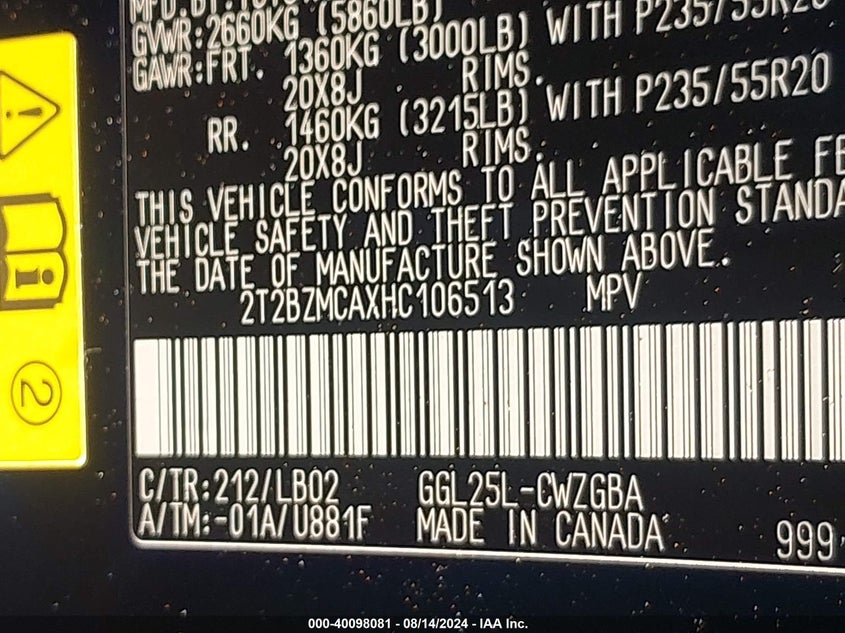 GVWR:2660KG (5860LB)
GAWR:FRT. 1360KG (3000LB) WITH P235/55R20
20X8J RIMS.
RR. 1460KG (3215LB) WITH P235/55R20
20X8J RIMS.
THIS VEHICLE CONFORMS TO ALL APPLICABLE FE
VEHICLE SAFETY AND THEFT PREVENTION STANDA
THE DATE OF MANUFACTURE SHOWN ABOVE.
2T2BZMCAXHC106513 MPV
C/TR:212/LB02 GGL25L-CWZGBA
A/TM:-01A/U881F MADE IN CANADA
999
2
000-40098081 - 08/14/2024 - IAA Inc.